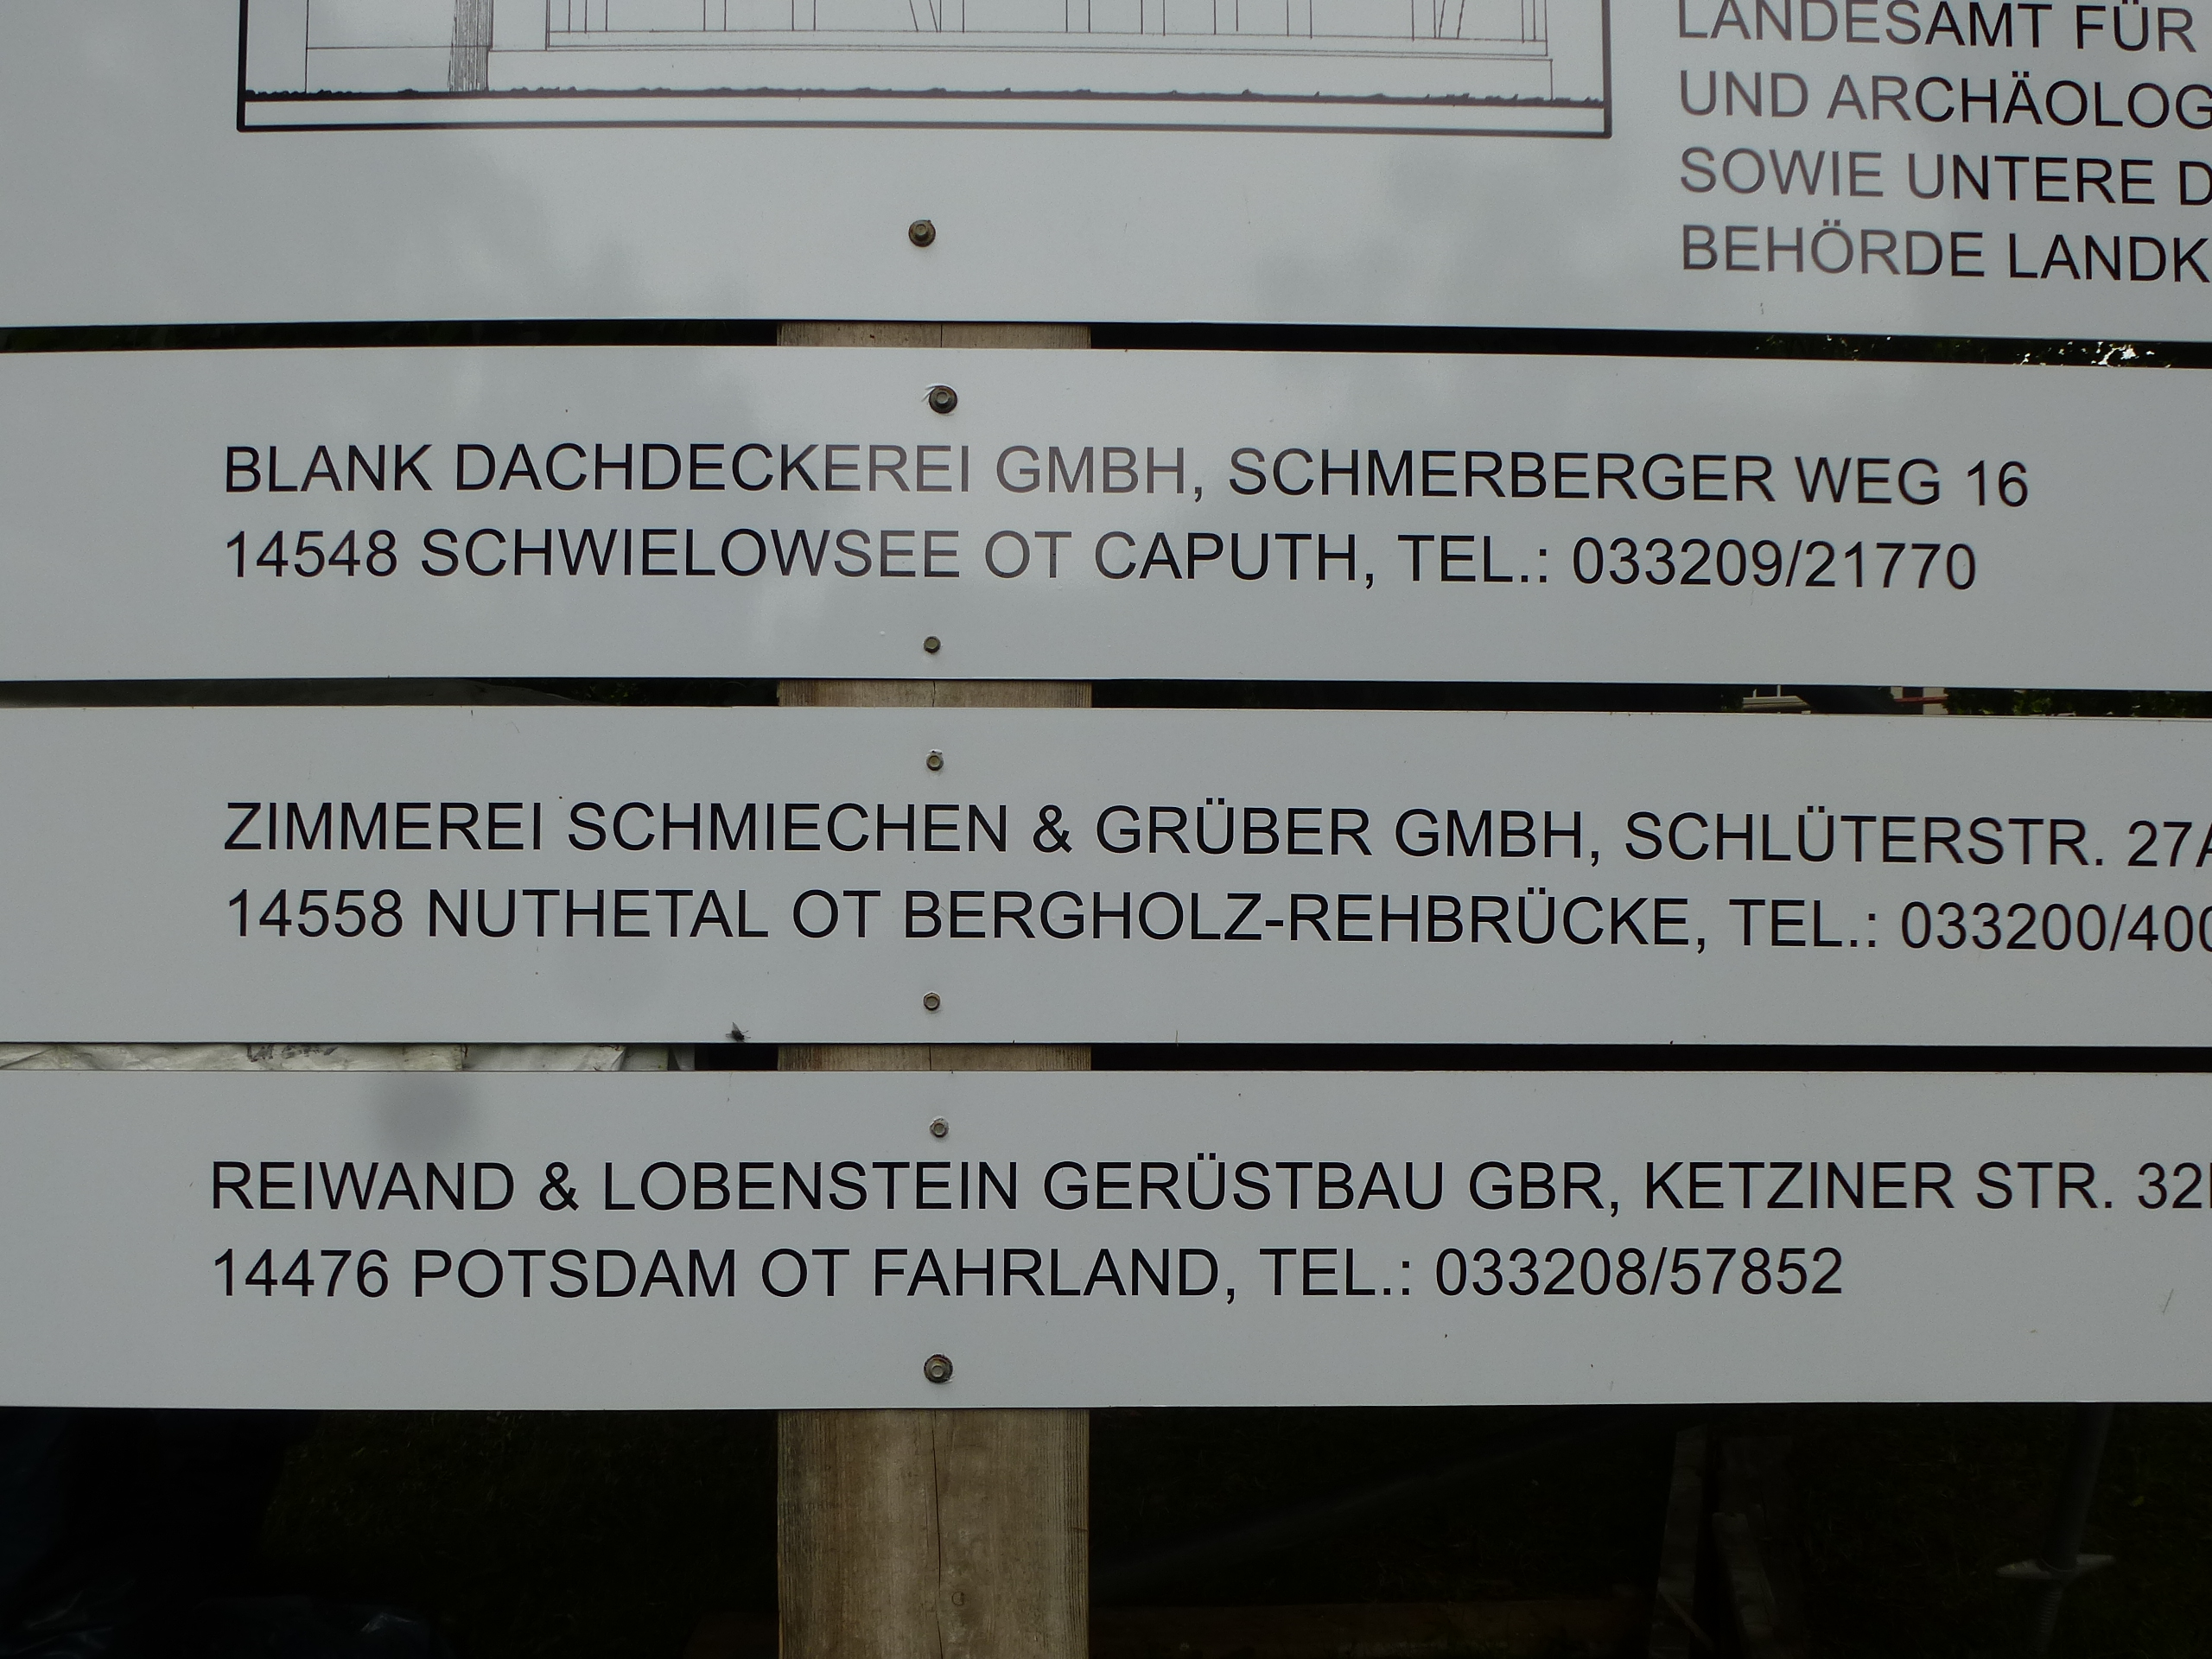 LANDESAMT FÜR
UND ARCHÄOLOG
SOWIE UNTERE D
BEHÖRDE LANDK
BLANK DACHDECKEREI GMBH, SCHMERBERGER WEG 16
14548 SCHWIELOWSEE OT CAPUTH, TEL.: 033209/21770
ZIMMEREI SCHMIECHEN & GRÜBER GMBH, SCHLÜTERSTR. 27A
14558 NUTHETAL OT BERGHOLZ-REHBRÜCKE, TEL.: 033200/400
REIWAND & LOBENSTEIN GERÜSTBAU GBR, KETZINER STR. 32
14476 POTSDAM OT FAHRLAND, TEL.: 033208/57852